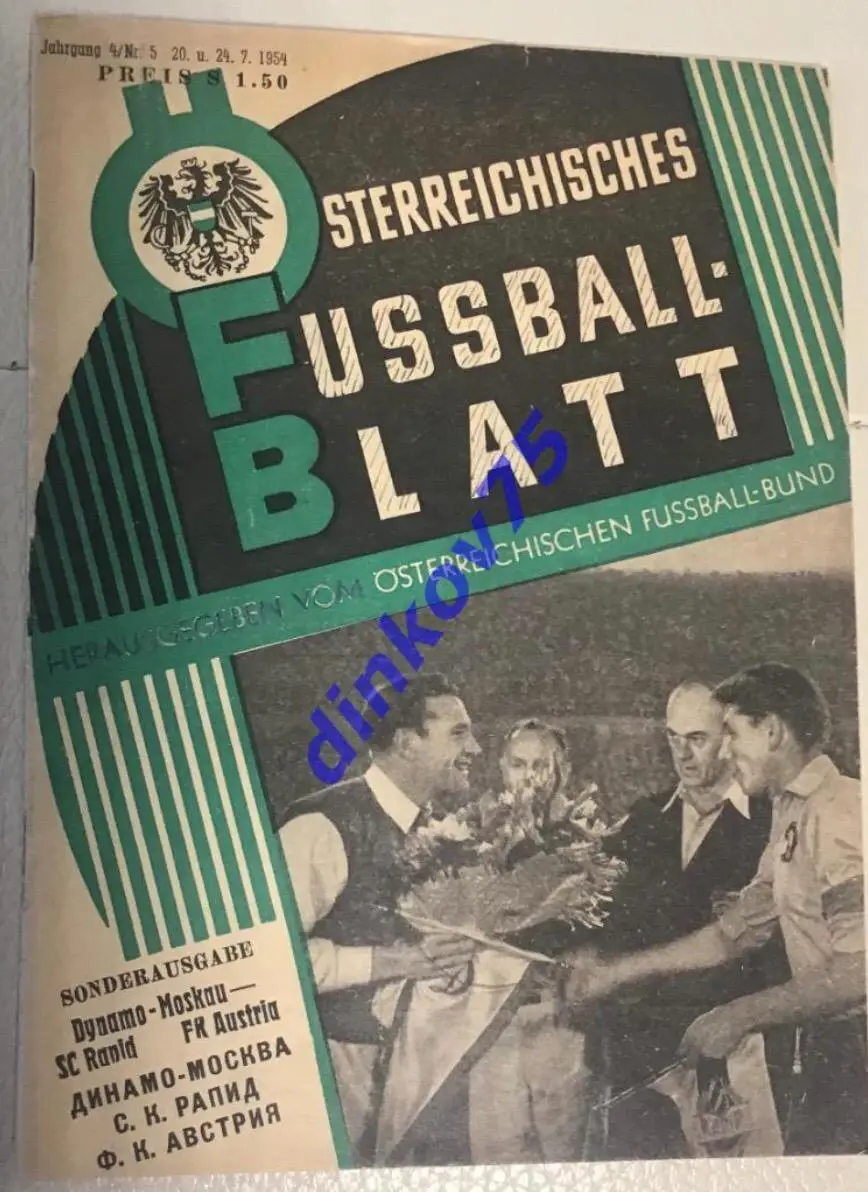 Jahrgang 4/Nr. 5 20. u. 24. 7. 1954
PREIS S 1.50
ÖSTERREICHISCHES
FUSSBALL-
BLATT
HERAUSGEGEBEN VOM ÖSTERREICHISCHEN FUSSBALL-BUND
dinkov75
SONDERAUSGABE
Dynamo-Moskau—
SC Rapid FK Austria
ДИНАМО-МОСКВА
С. К. РАПИД
Ф. К. АВСТРИЯ